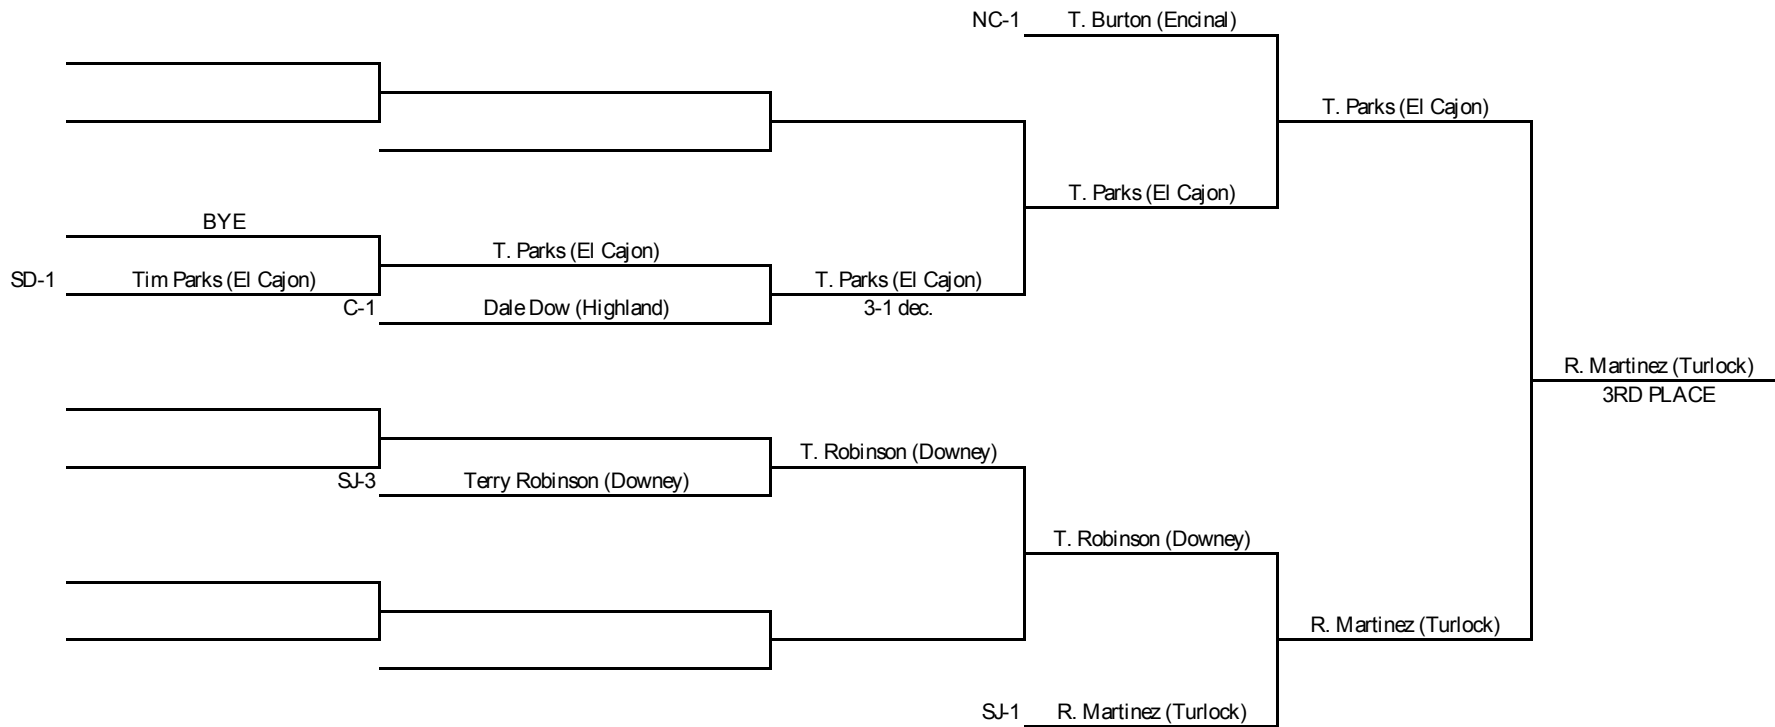 NC-1 T. Burton (Encinal)
T. Parks (El Cajon)
T. Parks (El Cajon)
BYE
T. Parks (El Cajon)
SD-1 Tim Parks (El Cajon) T. Parks (El Cajon)
C-1 Dale Dow (Highland) 3-1 dec.
R. Martinez (Turlock)
3RD PLACE
T. Robinson (Downey)
SJ-3 Terry Robinson (Downey)
T. Robinson (Downey)
R. Martinez (Turlock)
SJ-1 R. Martinez (Turlock)